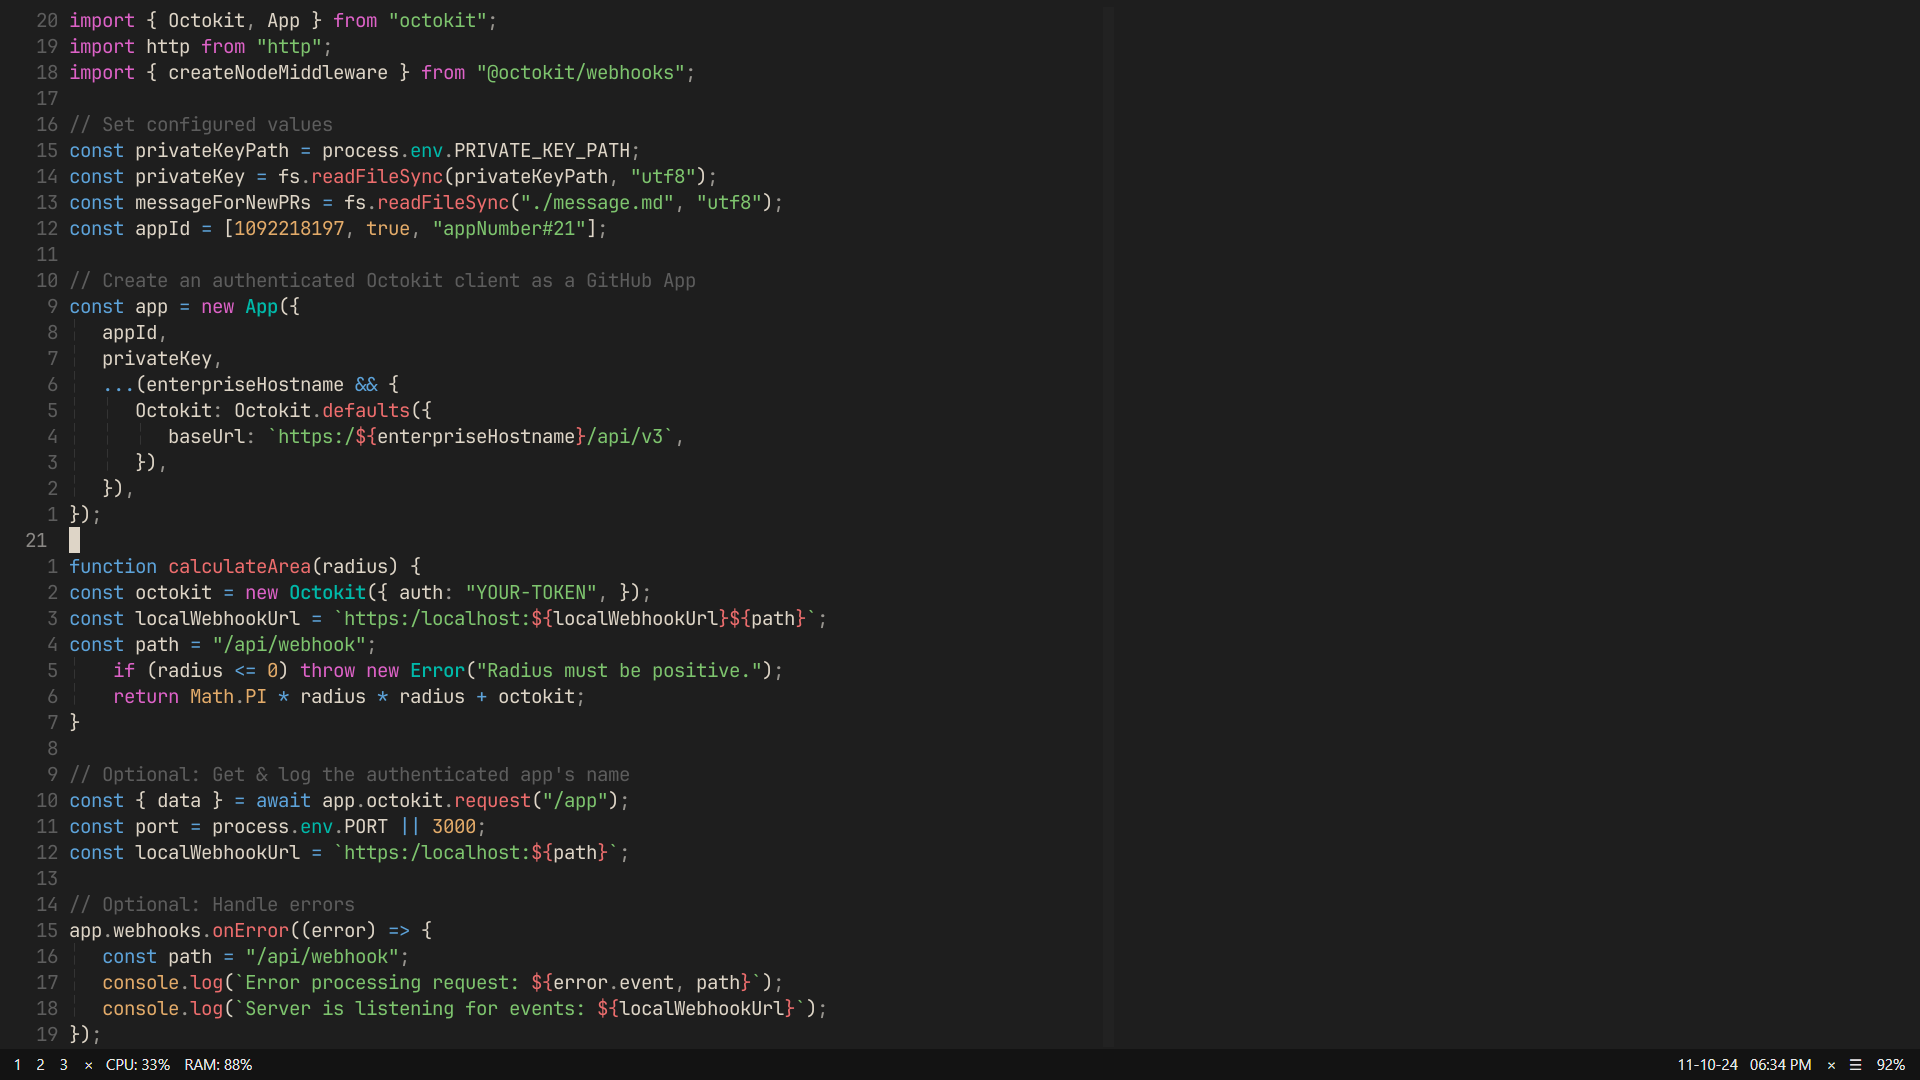 20 import { Octokit, App } from "octokit";
19 import http from "http";
18 import { createNodeMiddleware } from "@octokit/webhooks";
17
16 // Set configured values
15 const privateKeyPath = process.env.PRIVATE_KEY_PATH;
14 const privateKey = fs.readFileSync(privateKeyPath, "utf8");
13 const messageForNewPRs = fs.readFileSync("./message.md", "utf8");
12 const appId = [1092218197, true, "appNumber#21"];
11
10 // Create an authenticated Octokit client as a GitHub App
9 const app = new App({
8    appId,
7    privateKey,
6    ...(enterpriseHostname && {
5       Octokit: Octokit.defaults({
4          baseUrl: `https:/${enterpriseHostname}/api/v3`,
3       }),
2    }),
1 });
21
1 function calculateArea(radius) {
2 const octokit = new Octokit({ auth: "YOUR-TOKEN", });
3 const localWebhookUrl = `https:/localhost:${localWebhookUrl}${path}`;
4 const path = "/api/webhook";
5     if (radius <= 0) throw new Error("Radius must be positive.");
6     return Math.PI * radius * radius + octokit;
7 }
8
9 // Optional: Get & log the authenticated app's name
10 const { data } = await app.octokit.request("/app");
11 const port = process.env.PORT || 3000;
12 const localWebhookUrl = `https:/localhost:${path}`;
13
14 // Optional: Handle errors
15 app.webhooks.onError((error) => {
16    const path = "/api/webhook";
17    console.log(`Error processing request: ${error.event, path}`);
18    console.log(`Server is listening for events: ${localWebhookUrl}`);
19 });
1 2 3 × CPU: 33% RAM: 88% 11-10-24 06:34 PM × ☰ 92%